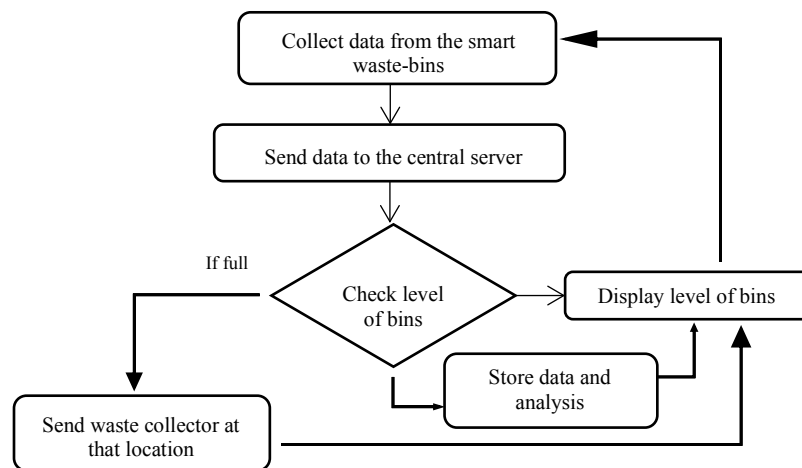 Collect data from the smart
waste-bins
Send data to the central server
If full
Check level
of bins
Display level of bins
Store data and
analysis
Send waste collector at
that location